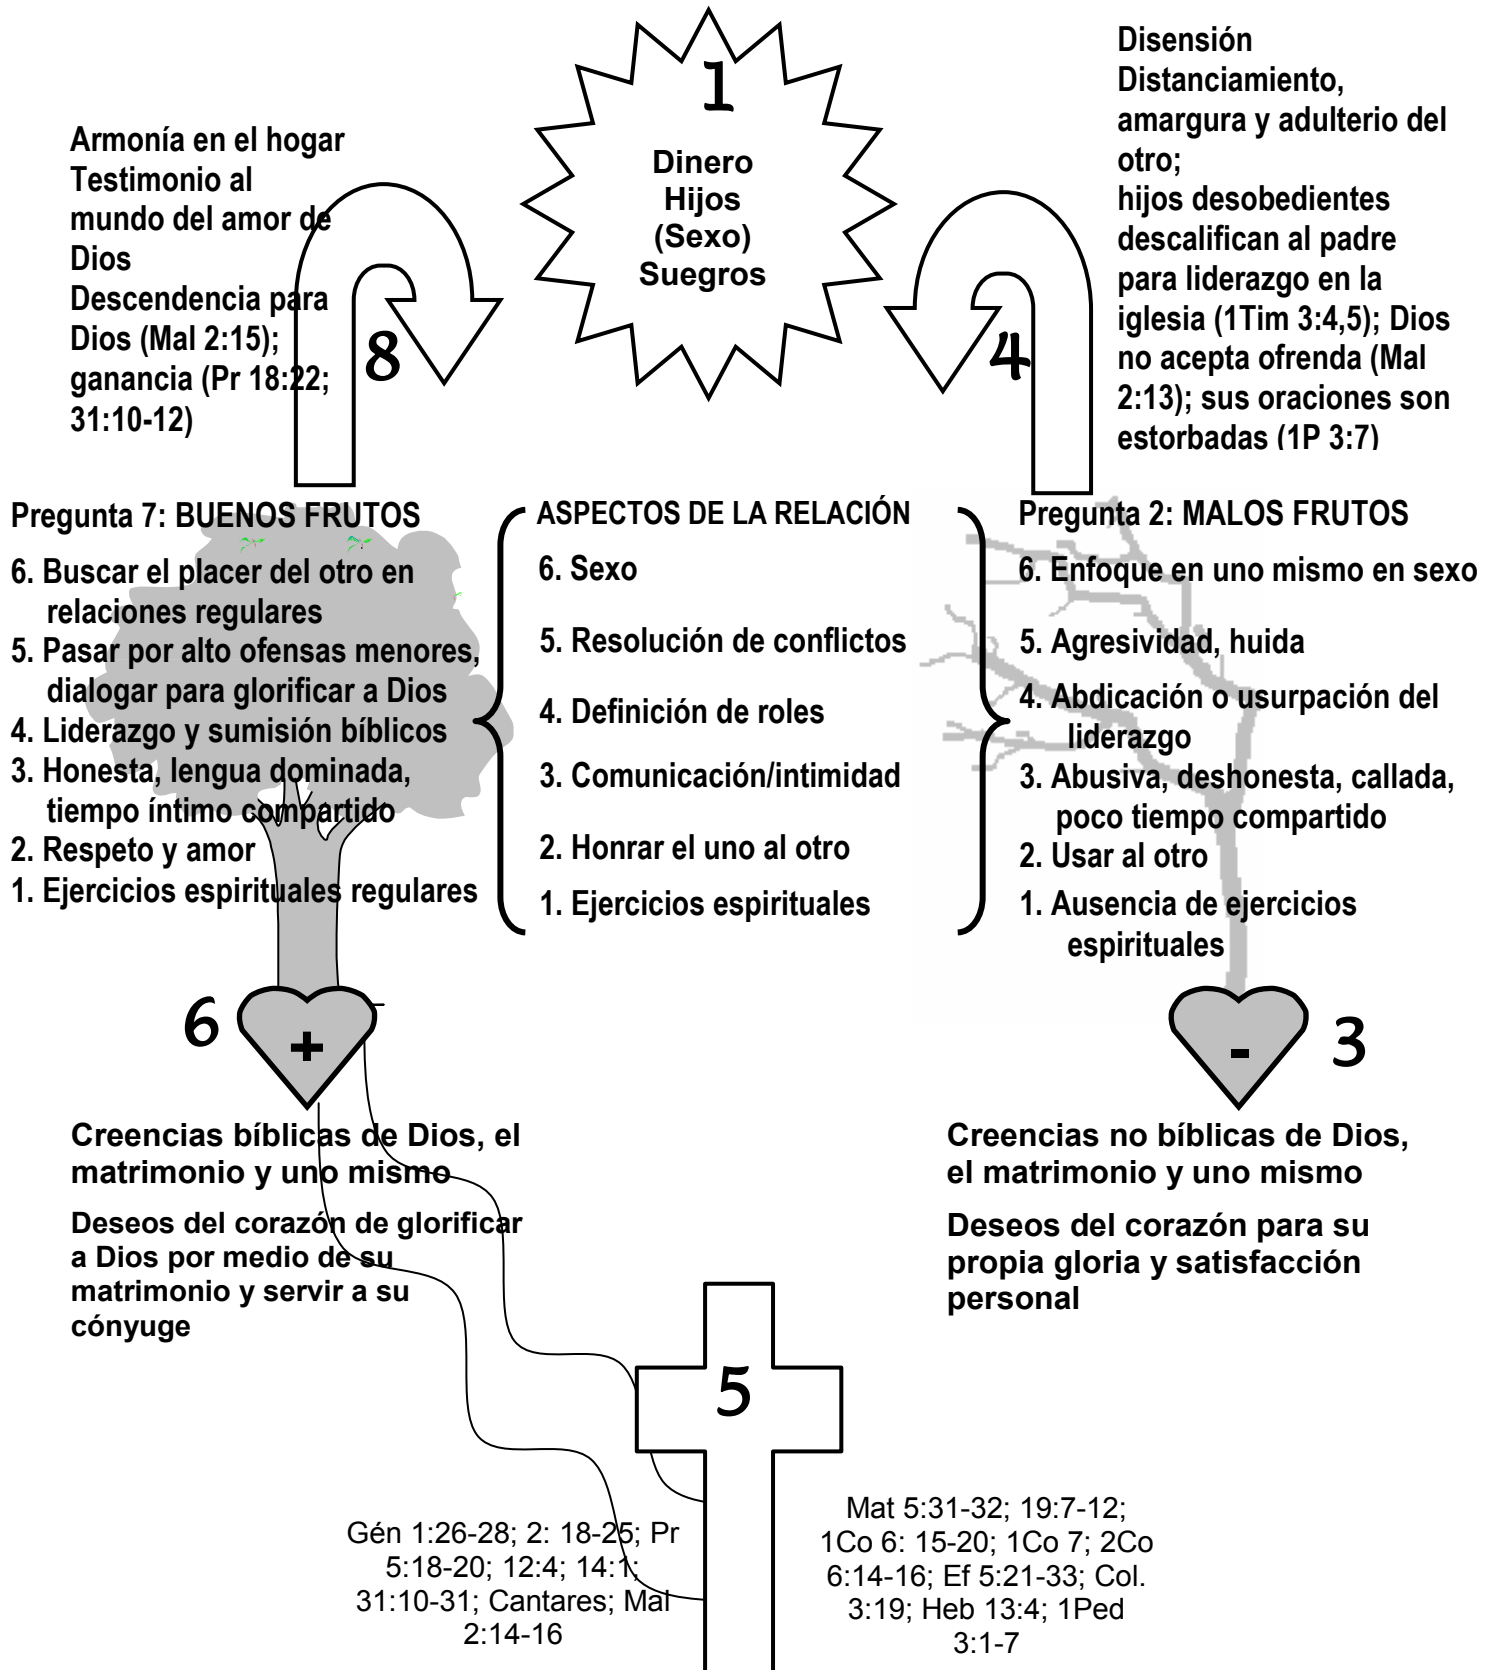 1
Dinero
Hijos
(Sexo)
Suegros
Armonía en el hogar
Testimonio al
mundo del amor de
Dios
Descendencia para
Dios (Mal 2:15);
ganancia (Pr 18:22;
31:10-12)
8
Disensión
Distanciamiento,
amargura y adulterio del
otro;
hijos desobedientes
descalifican al padre
para liderazgo en la
iglesia (1Tim 3:4,5); Dios
no acepta ofrenda (Mal
2:13); sus oraciones son
estorbadas (1P 3:7)
4
Pregunta 7: BUENOS FRUTOS
6. Buscar el placer del otro en
relaciones regulares
5. Pasar por alto ofensas menores,
dialogar para glorificar a Dios
4. Liderazgo y sumisión bíblicos
3. Honesta, lengua dominada,
tiempo íntimo compartido
2. Respeto y amor
1. Ejercicios espirituales regulares
ASPECTOS DE LA RELACIÓN
6. Sexo
5. Resolución de conflictos
4. Definición de roles
3. Comunicación/intimidad
2. Honrar el uno al otro
1. Ejercicios espirituales
Pregunta 2: MALOS FRUTOS
6. Enfoque en uno mismo en sexo
5. Agresividad, huida
4. Abdicación o usurpación del
liderazgo
3. Abusiva, deshonesta, callada,
poco tiempo compartido
2. Usar al otro
1. Ausencia de ejercicios
espirituales
6
+
-
3
Creencias bíblicas de Dios, el
matrimonio y uno mismo
Deseos del corazón de glorificar
a Dios por medio de su
matrimonio y servir a su
cónyuge
Creencias no bíblicas de Dios,
el matrimonio y uno mismo
Deseos del corazón para su
propia gloria y satisfacción
personal
5
Gén 1:26-28; 2: 18-25; Pr
5:18-20; 12:4; 14:1;
31:10-31; Cantares; Mal
2:14-16
Mat 5:31-32; 19:7-12;
1Co 6: 15-20; 1Co 7; 2Co
6:14-16; Ef 5:21-33; Col.
3:19; Heb 13:4; 1Ped
3:1-7